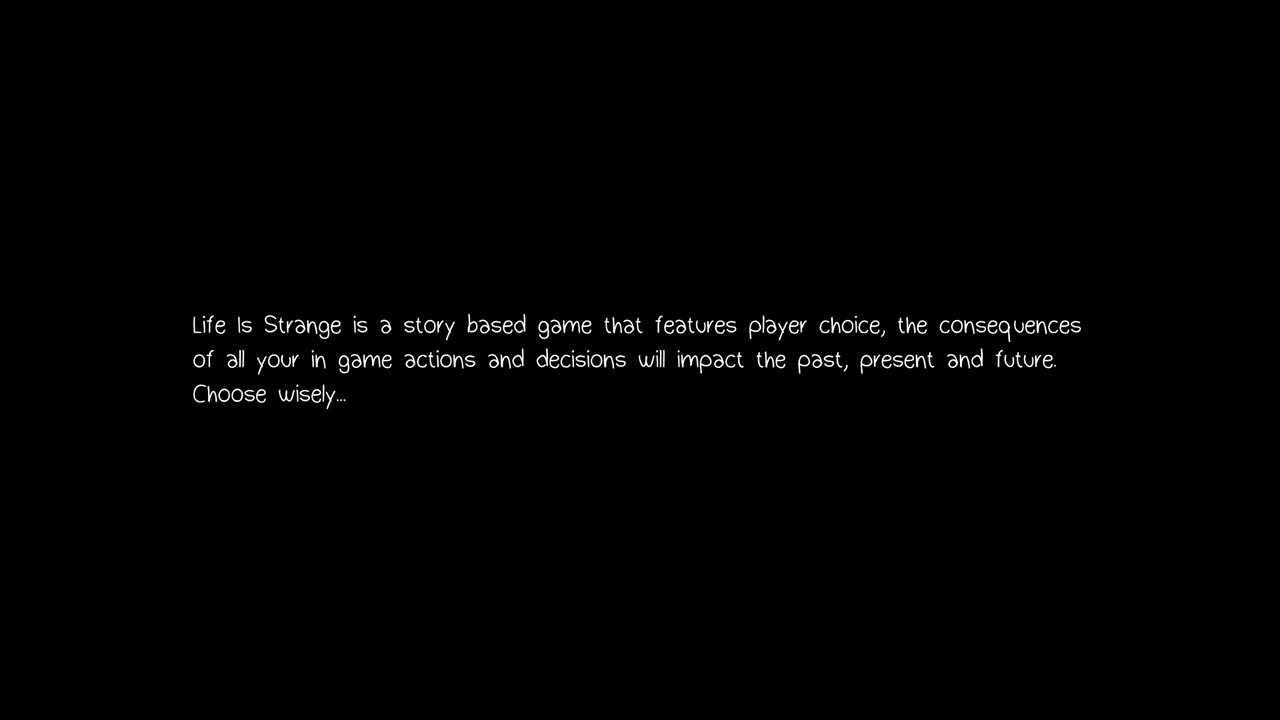 Life Is Strange is a story based game that features player choice, the consequences
of all your in game actions and decisions will impact the past, present and future.
Choose wisely...